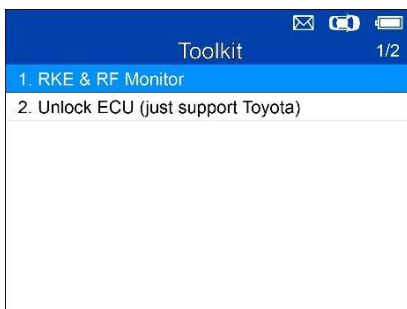 Toolkit 1/2
1. RKE & RF Monitor
2. Unlock ECU (just support Toyota)